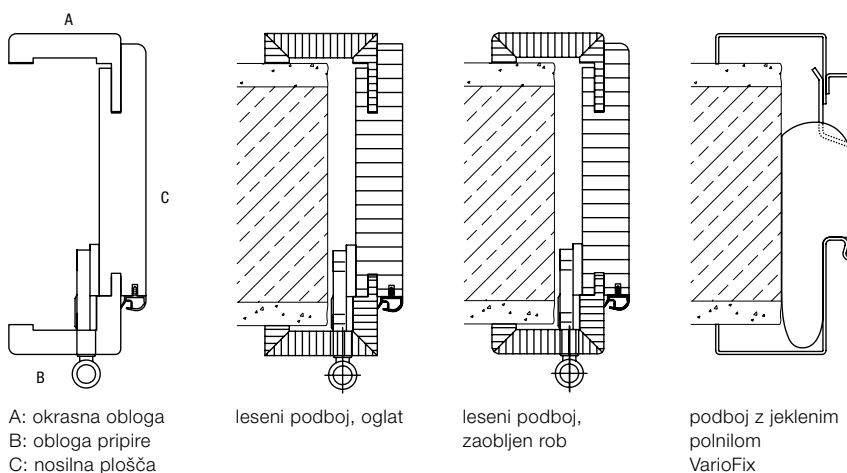 A
C
B
A: okrasna obloga
B: obloga pripire
C: nosilna plošča
leseni podboj, oglat
leseni podboj,
zaobljen rob
podboj z jeklenim
polnilom
VarioFix